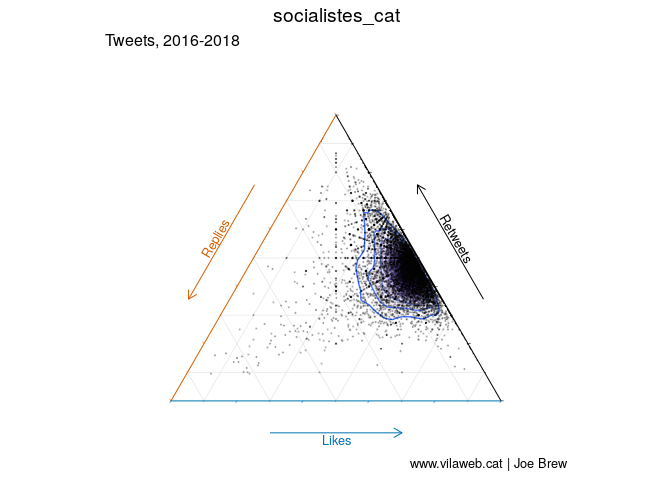 socialistes_cat
Tweets, 2016-2018
Replies
Retweets
Likes
www.vilaweb.cat | Joe Brew